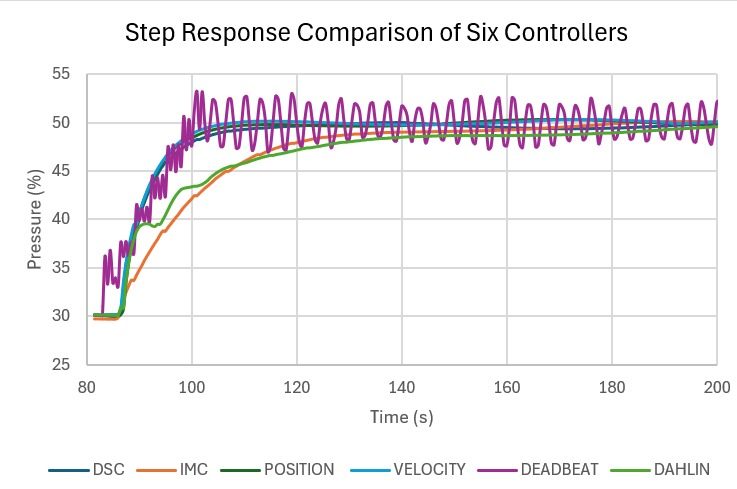 Step Response Comparison of Six Controllers
55
50
45
40
35
30
25
Pressure (%)
80 100 120 140 160 180 200
Time (s)
DSC IMC POSITION VELOCITY DEADBEAT DAHLIN